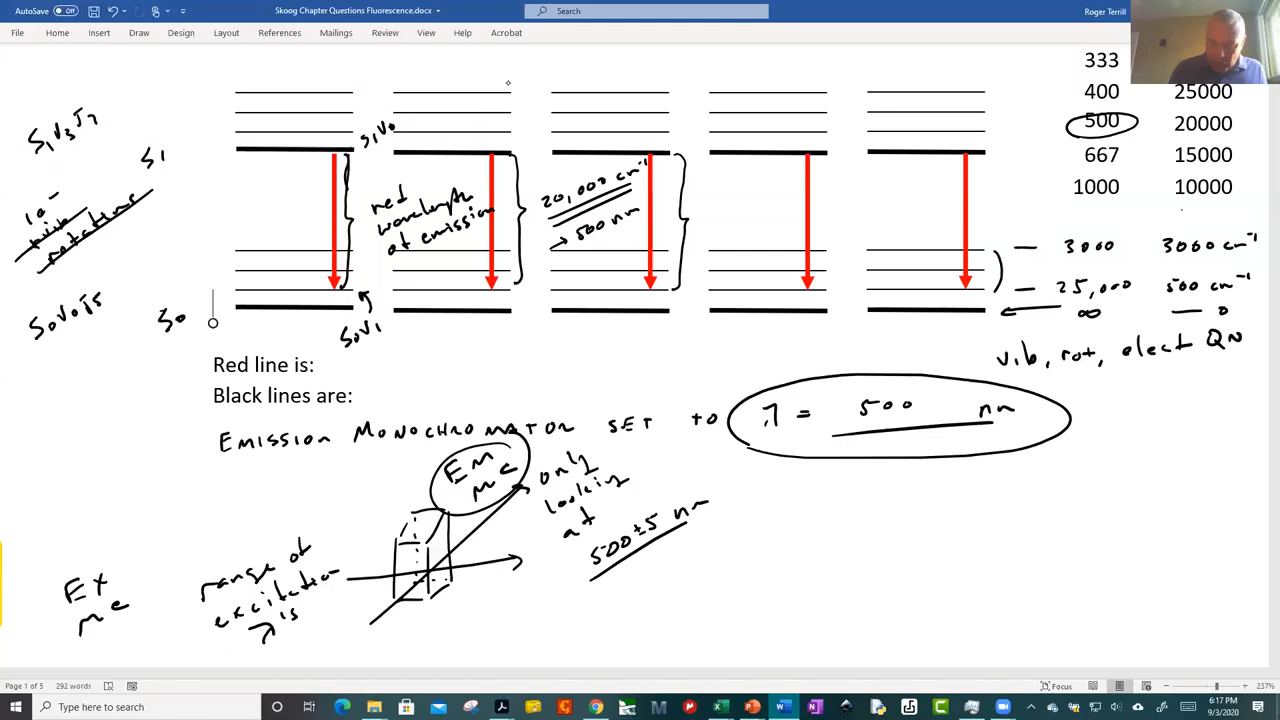 AutoSave Off
Skoog Chapter Questions Fluorescence.docx
Search
Roger Terrill
File Home Insert Draw Design Layout References Mailings Review View Help Acrobat
333
400 25000
500 20000
667 15000
1000 10000
S1V3J7
S1
S1V0
rotations
red
wavelength
of emission
20,000 cm-1
→ 500 nm
— 3000 3000 cm-1
— 25,000 500 cm-1
∞ — 0
S0V0J5
S0
S0V1
vib, rot, elect QN
Red line is:
Black lines are:
EMISSION MONOCHROMATOR SET TO λ = 500 nm
EM
MC
only
looking
at
500±5 nm
EX
MC
range of
excitation
λ is
Page 1 of 5 292 words
Focus
237%
Type here to search
6:17 PM
9/3/2020